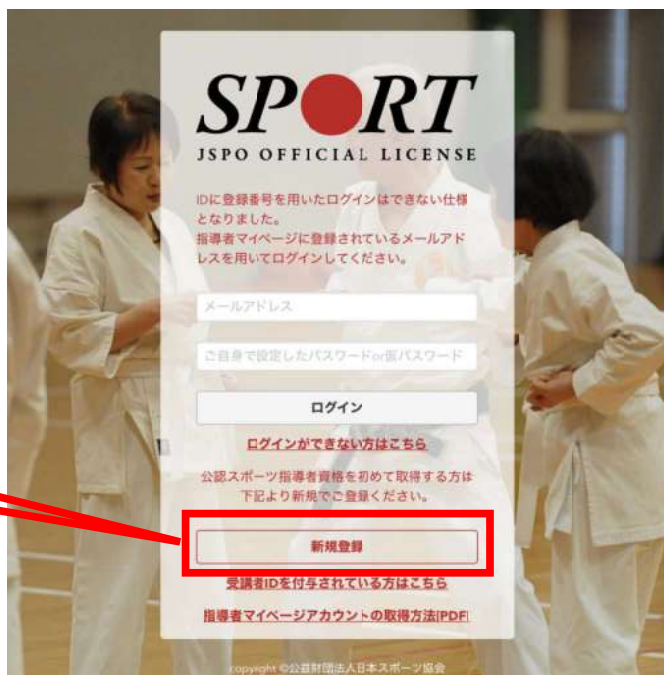 SPORT
JSPO OFFICIAL LICENSE
IDに登録番号を用いたログインはできない仕様
となりました。
指導者マイページに登録されているメールアド
レスを用いてログインしてください。
メールアドレス
ご自身で設定したパスワードor仮パスワード
ログイン
ログインができない方はこちら
公認スポーツ指導者資格を初めて取得する方は
下記より新規でご登録ください。
新規登録
受講者IDを付与されている方はこちら
指導者マイページアカウントの取得方法[PDF]
copyright ©公益財団法人日本スポーツ協会